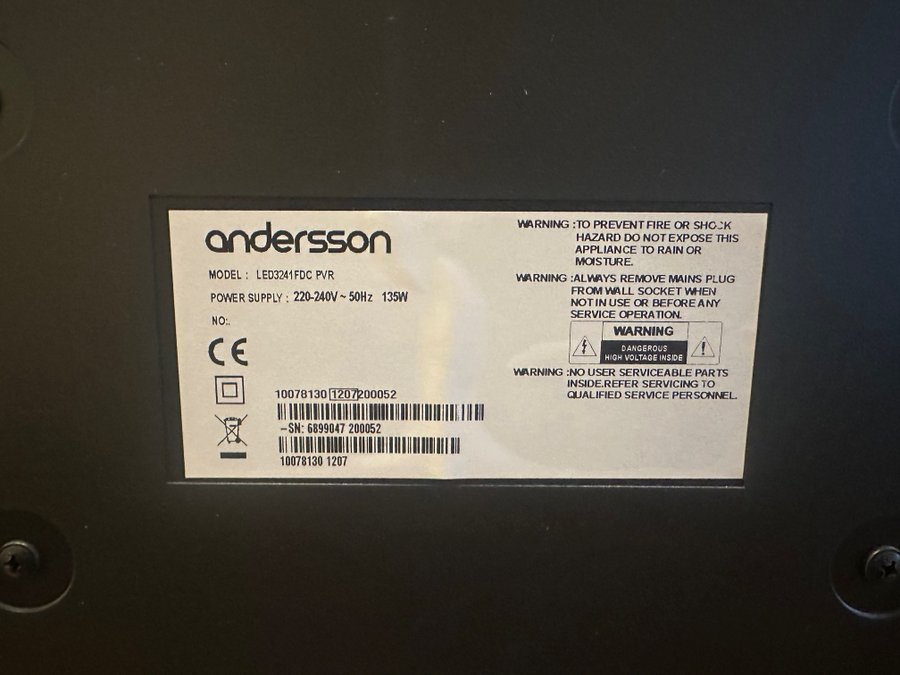 andersson
MODEL : LED3241FDC PVR
POWER SUPPLY : 220-240V ~ 50Hz 135W
NO:.
CE
10078130 1207200052
-SN: 6899047 200052
10078130 1207
WARNING :TO PREVENT FIRE OR SHOCK
HAZARD DO NOT EXPOSE THIS
APPLIANCE TO RAIN OR
MOISTURE.
WARNING :ALWAYS REMOVE MAINS PLUG
FROM WALL SOCKET WHEN
NOT IN USE OR BEFORE ANY
SERVICE OPERATION.
WARNING
DANGEROUS
HIGH VOLTAGE INSIDE
WARNING :NO USER SERVICEABLE PARTS
INSIDE.REFER SERVICING TO
QUALIFIED SERVICE PERSONNEL.